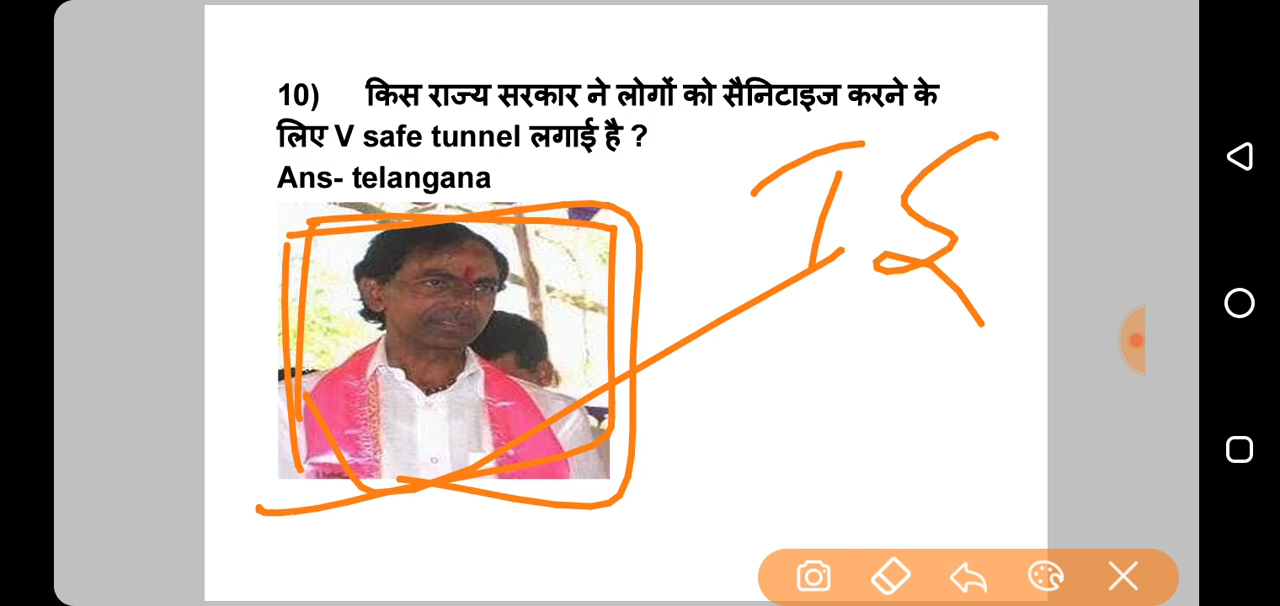 10) किस राज्य सरकार ने लोगों को सैनिटाइज करने के
लिए V safe tunnel लगाई है ?
Ans- telangana